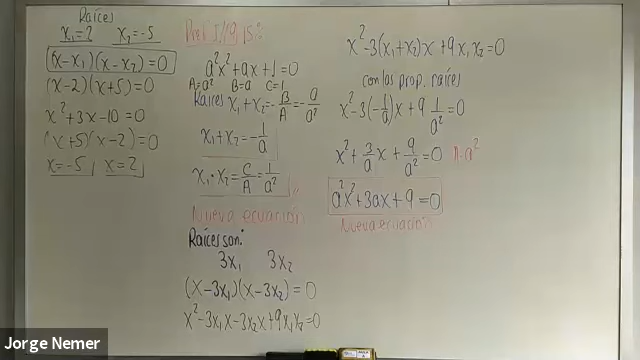 Raíces
x₁=2 x₂=-5
(x-x₁)(x-x₂)=0
(x-2)(x+5)=0
x²+3x-10=0
(x+5)(x-2)=0
x=-5 x=2
a²x²+ax+1=0
A=a² B=a C=1
Raíces x₁+x₂=-B/A=-a/a²
x₁+x₂=-1/a
x₁·x₂=C/A=1/a²
Nueva ecuación
Raíces son:
3x₁ 3x₂
(x-3x₁)(x-3x₂)=0
x²-3x₁x-3x₂x+9x₁x₂=0
x²-3(x₁+x₂)x+9x₁x₂=0
con las prop. raíces
x²-3(-1/a)x+9 1/a²=0
x²+3/a x+9/a²=0
a²x²+3ax+9=0
Nueva ecuación
Jorge Nemer